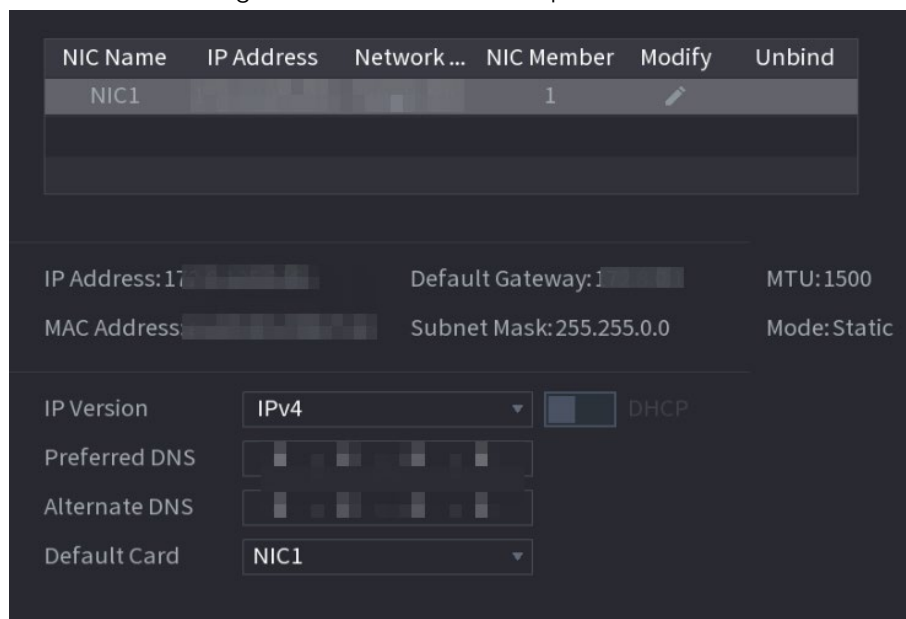 NIC Name IP Address Network ... NIC Member Modify Unbind
NIC1 1
IP Address: Default Gateway: MTU:1500
MAC Address: Subnet Mask:255.255.0.0 Mode:Static
IP Version IPv4 DHCP
Preferred DNS
Alternate DNS
Default Card NIC1